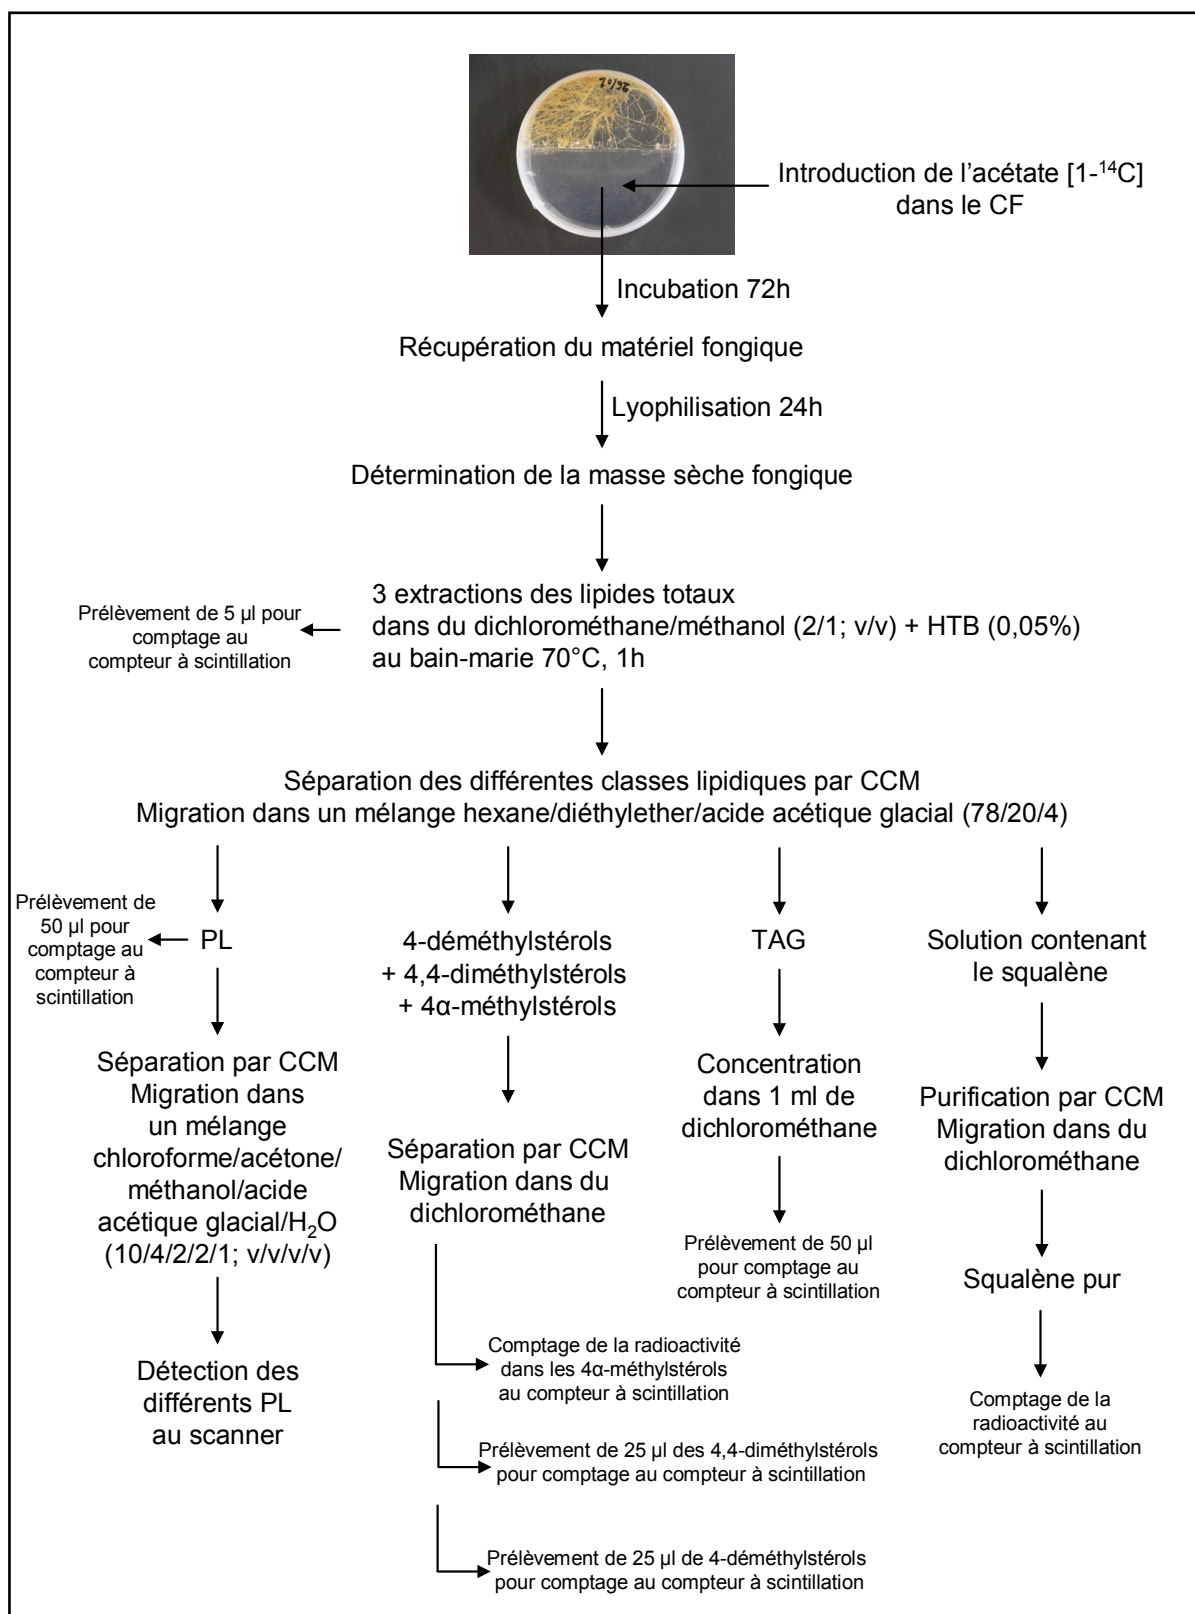 26/02
Introduction de l'acétate [1-¹⁴C]
dans le CF
Incubation 72h
Récupération du matériel fongique
Lyophilisation 24h
Détermination de la masse sèche fongique
3 extractions des lipides totaux
dans du dichlorométhane/méthanol (2/1; v/v) + HTB (0,05%)
au bain-marie 70°C, 1h
Prélèvement de 5 µl pour
comptage au
compteur à scintillation
Séparation des différentes classes lipidiques par CCM
Migration dans un mélange hexane/diéthylether/acide acétique glacial (78/20/4)
Prélèvement de
50 µl pour
comptage au
compteur à
scintillation
PL
Séparation par CCM
Migration dans
un mélange
chloroforme/acétone/
méthanol/acide
acétique glacial/H₂O
(10/4/2/2/1; v/v/v/v)
Détection des
différents PL
au scanner
4-déméthylstérols
+ 4,4-diméthylstérols
+ 4α-méthylstérols
Séparation par CCM
Migration dans du
dichlorométhane
Comptage de la radioactivité
dans les 4α-méthylstérols
au compteur à scintillation
Prélèvement de 25 µl des 4,4-diméthylstérols
pour comptage au compteur à scintillation
Prélèvement de 25 µl de 4-déméthylstérols
pour comptage au compteur à scintillation
TAG
Concentration
dans 1 ml de
dichlorométhane
Prélèvement de 50 µl
pour comptage au
compteur à scintillation
Solution contenant
le squalène
Purification par CCM
Migration dans du
dichlorométhane
Squalène pur
Comptage de la
radioactivité au
compteur à scintillation